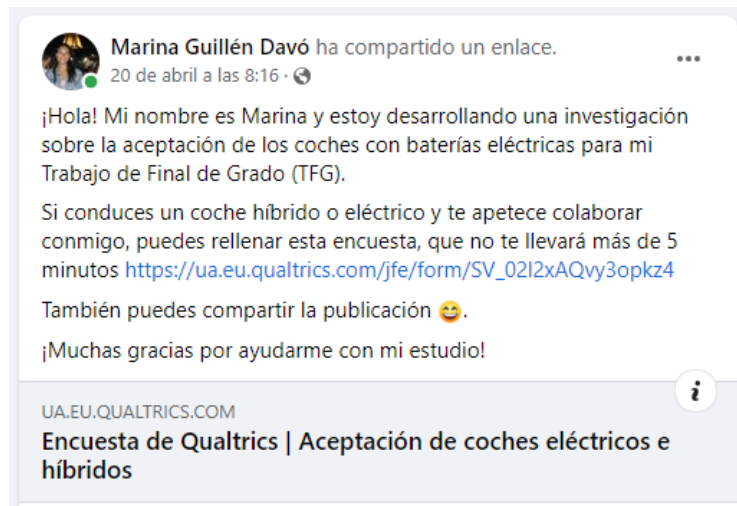 Marina Guillén Davó ha compartido un enlace.
20 de abril a las 8:16 ·
¡Hola! Mi nombre es Marina y estoy desarrollando una investigación
sobre la aceptación de los coches con baterías eléctricas para mi
Trabajo de Final de Grado (TFG).
Si conduces un coche híbrido o eléctrico y te apetece colaborar
conmigo, puedes rellenar esta encuesta, que no te llevará más de 5
minutos https://ua.eu.qualtrics.com/jfe/form/SV_02I2xAQvy3opkz4
También puedes compartir la publicación 😄.
¡Muchas gracias por ayudarme con mi estudio!
UA.EU.QUALTRICS.COM
Encuesta de Qualtrics | Aceptación de coches eléctricos e
híbridos